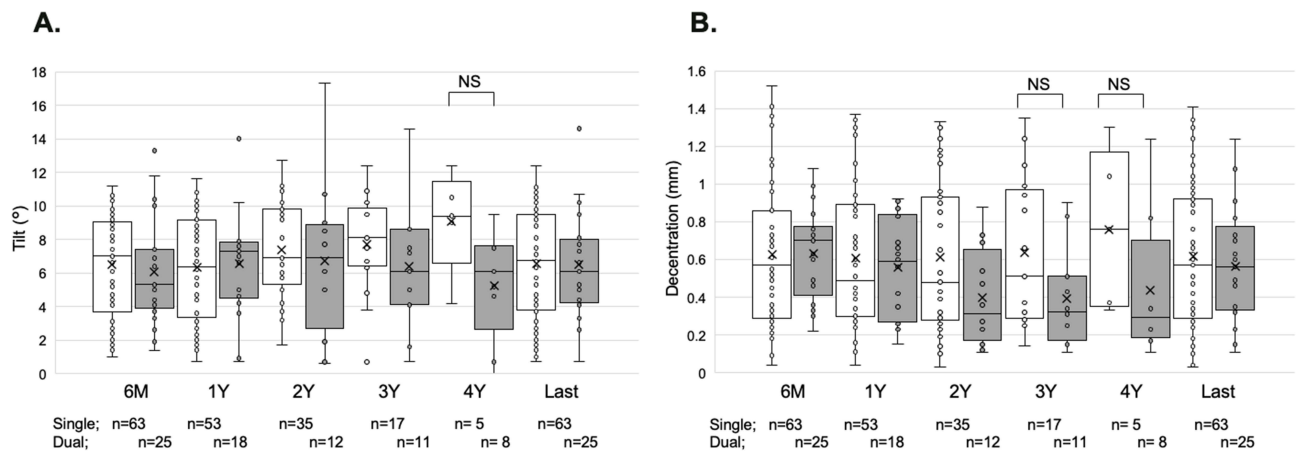 A.
B.
18
16
14
12
10
8
6
4
2
0
Tilt (°)
NS
6M 1Y 2Y 3Y 4Y Last
Single; n=63 n=53 n=35 n=17 n= 5 n=63
Dual; n=25 n=18 n=12 n=11 n= 8 n=25
1.6
1.4
1.2
1
0.8
0.6
0.4
0.2
0
Decentration (mm)
NS NS
6M 1Y 2Y 3Y 4Y Last
Single; n=63 n=53 n=35 n=17 n= 5 n=63
Dual; n=25 n=18 n=12 n=11 n= 8 n=25